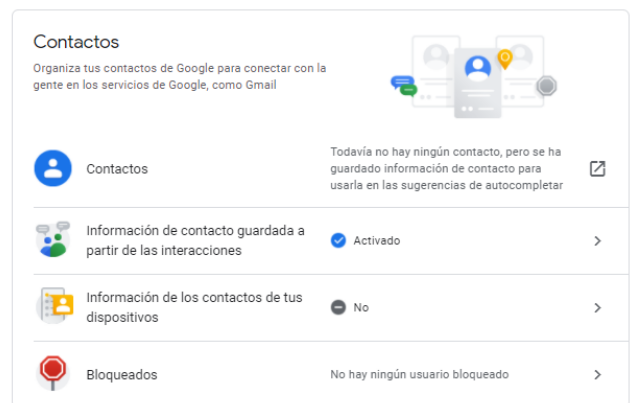 Contactos
Organiza tus contactos de Google para conectar con la
gente en los servicios de Google, como Gmail
Contactos
Todavía no hay ningún contacto, pero se ha
guardado información de contacto para
usarla en las sugerencias de autocompletar
Información de contacto guardada a
partir de las interacciones
Activado
Información de los contactos de tus
dispositivos
No
Bloqueados
No hay ningún usuario bloqueado